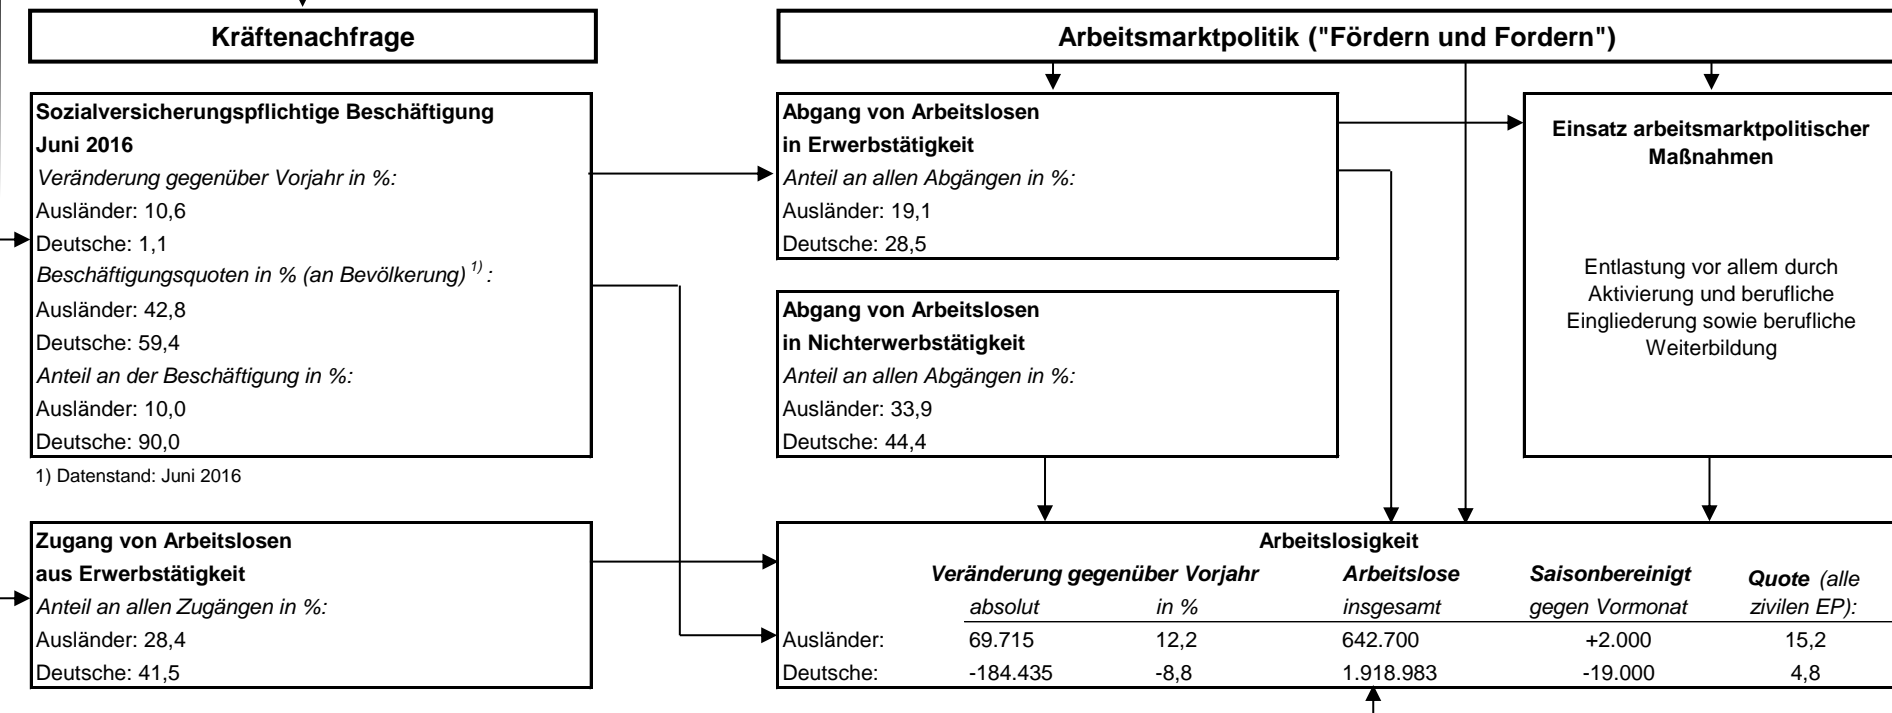 Kräftenachfrage
Arbeitsmarktpolitik ("Fördern und Fordern")
Sozialversicherungspflichtige Beschäftigung
Juni 2016
Veränderung gegenüber Vorjahr in %:
Ausländer: 10,6
Deutsche: 1,1
Beschäftigungsquoten in % (an Bevölkerung) 1) :
Ausländer: 42,8
Deutsche: 59,4
Anteil an der Beschäftigung in %:
Ausländer: 10,0
Deutsche: 90,0
1) Datenstand: Juni 2016
Abgang von Arbeitslosen
in Erwerbstätigkeit
Anteil an allen Abgängen in %:
Ausländer: 19,1
Deutsche: 28,5
Abgang von Arbeitslosen
in Nichterwerbstätigkeit
Anteil an allen Abgängen in %:
Ausländer: 33,9
Deutsche: 44,4
Einsatz arbeitsmarktpolitischer
Maßnahmen
Entlastung vor allem durch
Aktivierung und berufliche
Eingliederung sowie berufliche
Weiterbildung
Zugang von Arbeitslosen
aus Erwerbstätigkeit
Anteil an allen Zugängen in %:
Ausländer: 28,4
Deutsche: 41,5
Arbeitslosigkeit
Veränderung gegenüber Vorjahr Arbeitslose Saisonbereinigt Quote (alle
absolut in % insgesamt gegen Vormonat zivilen EP):
Ausländer: 69.715 12,2 642.700 +2.000 15,2
Deutsche: -184.435 -8,8 1.918.983 -19.000 4,8